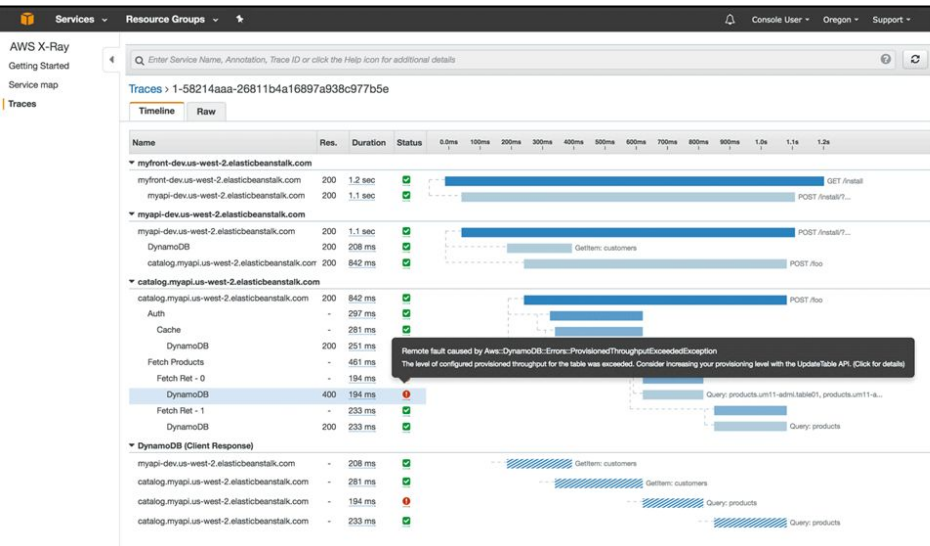 Services Resource Groups Console User Oregon Support
AWS X-Ray
Getting Started
Service map
Traces
Enter Service Name, Annotation, Trace ID or click the Help icon for additional details
Traces > 1-58214aaa-26811b4a16897a938c977b5e
Timeline Raw
Name Res. Duration Status 0.0ms 100ms 200ms 300ms 400ms 500ms 600ms 700ms 800ms 900ms 1.0s 1.1s 1.2s
myfront-dev.us-west-2.elasticbeanstalk.com
myfront-dev.us-west-2.elasticbeanstalk.com 200 1.2 sec GET /install
myapi-dev.us-west-2.elasticbeanstalk.com 200 1.1 sec POST /install/?...
myapi-dev.us-west-2.elasticbeanstalk.com
myapi-dev.us-west-2.elasticbeanstalk.com 200 1.1 sec POST /install/?...
DynamoDB 200 208 ms GetItem: customers
catalog.myapi.us-west-2.elasticbeanstalk.com 200 842 ms POST /foo
catalog.myapi.us-west-2.elasticbeanstalk.com
catalog.myapi.us-west-2.elasticbeanstalk.com 200 842 ms POST /foo
Auth - 297 ms
Cache - 281 ms
DynamoDB 200 251 ms
Remote fault caused by Aws::DynamoDB::Errors::ProvisionedThroughputExceededException
Fetch Products - 461 ms
The level of configured provisioned throughput for the table was exceeded. Consider increasing your provisioning level with the UpdateTable API. (Click for details)
Fetch Ret - 0 - 194 ms
DynamoDB 400 194 ms Query: products.um11-admi.table01, products.um11-a...
Fetch Ret - 1 - 233 ms
DynamoDB 200 233 ms Query: products
DynamoDB (Client Response)
myapi-dev.us-west-2.elasticbeanstalk.com - 208 ms GetItem: customers
catalog.myapi.us-west-2.elasticbeanstalk.com - 281 ms GetItem: customers
catalog.myapi.us-west-2.elasticbeanstalk.com - 194 ms Query: products
catalog.myapi.us-west-2.elasticbeanstalk.com - 233 ms Query: products